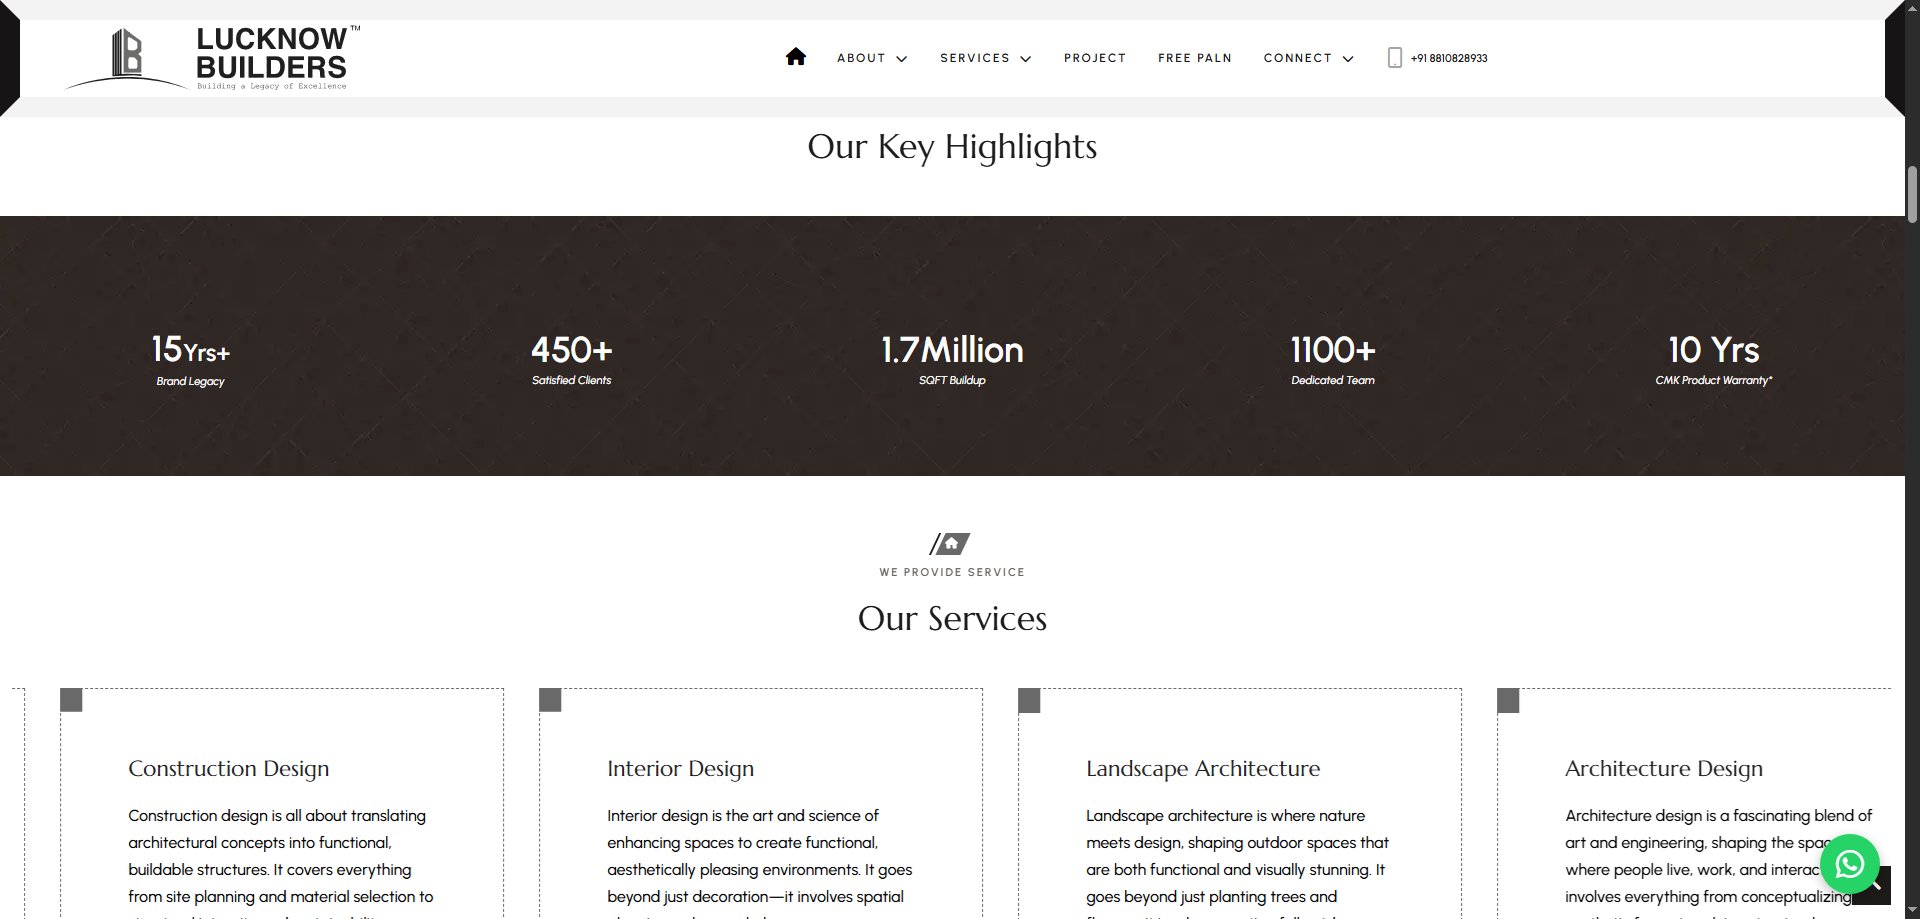 LUCKNOW™
BUILDERS
Building a Legacy of Excellence
ABOUT
SERVICES
PROJECT
FREE PALN
CONNECT
+91 8810828933
Our Key Highlights
15Yrs+
Brand Legacy
450+
Satisfied Clients
1.7Million
SQFT Buildup
1100+
Dedicated Team
10 Yrs
CMK Product Warranty*
WE PROVIDE SERVICE
Our Services
Construction Design
Construction design is all about translating
architectural concepts into functional,
buildable structures. It covers everything
from site planning and material selection to
Interior Design
Interior design is the art and science of
enhancing spaces to create functional,
aesthetically pleasing environments. It goes
beyond just decoration—it involves spatial
Landscape Architecture
Landscape architecture is where nature
meets design, shaping outdoor spaces that
are both functional and visually stunning. It
goes beyond just planting trees and
Architecture Design
Architecture design is a fascinating blend of
art and engineering, shaping the
where people live, work, and
involves everything from conceptualizing